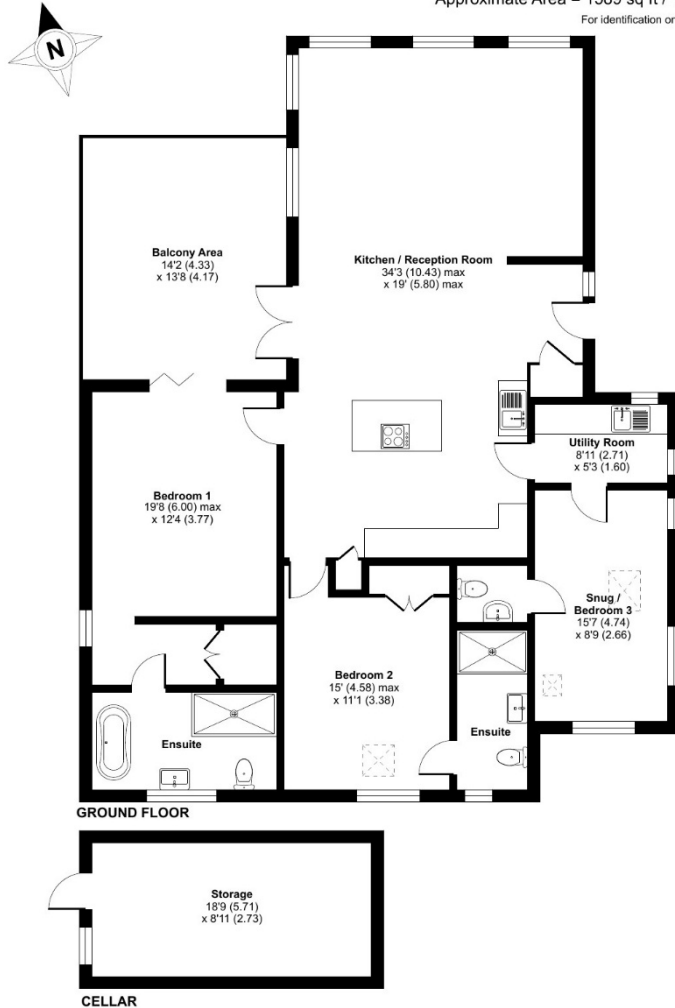 Approximate Area = 1589 sq ft /
For identification on
N
Balcony Area
14'2 (4.33)
x 13'8 (4.17)
Kitchen / Reception Room
34'3 (10.43) max
x 19' (5.80) max
Utility Room
8'11 (2.71)
x 5'3 (1.60)
Bedroom 1
19'8 (6.00) max
x 12'4 (3.77)
Snug /
Bedroom 3
15'7 (4.74)
x 8'9 (2.66)
Bedroom 2
15' (4.58) max
x 11'1 (3.38)
Ensuite
Ensuite
GROUND FLOOR
Storage
18'9 (5.71)
x 8'11 (2.73)
CELLAR